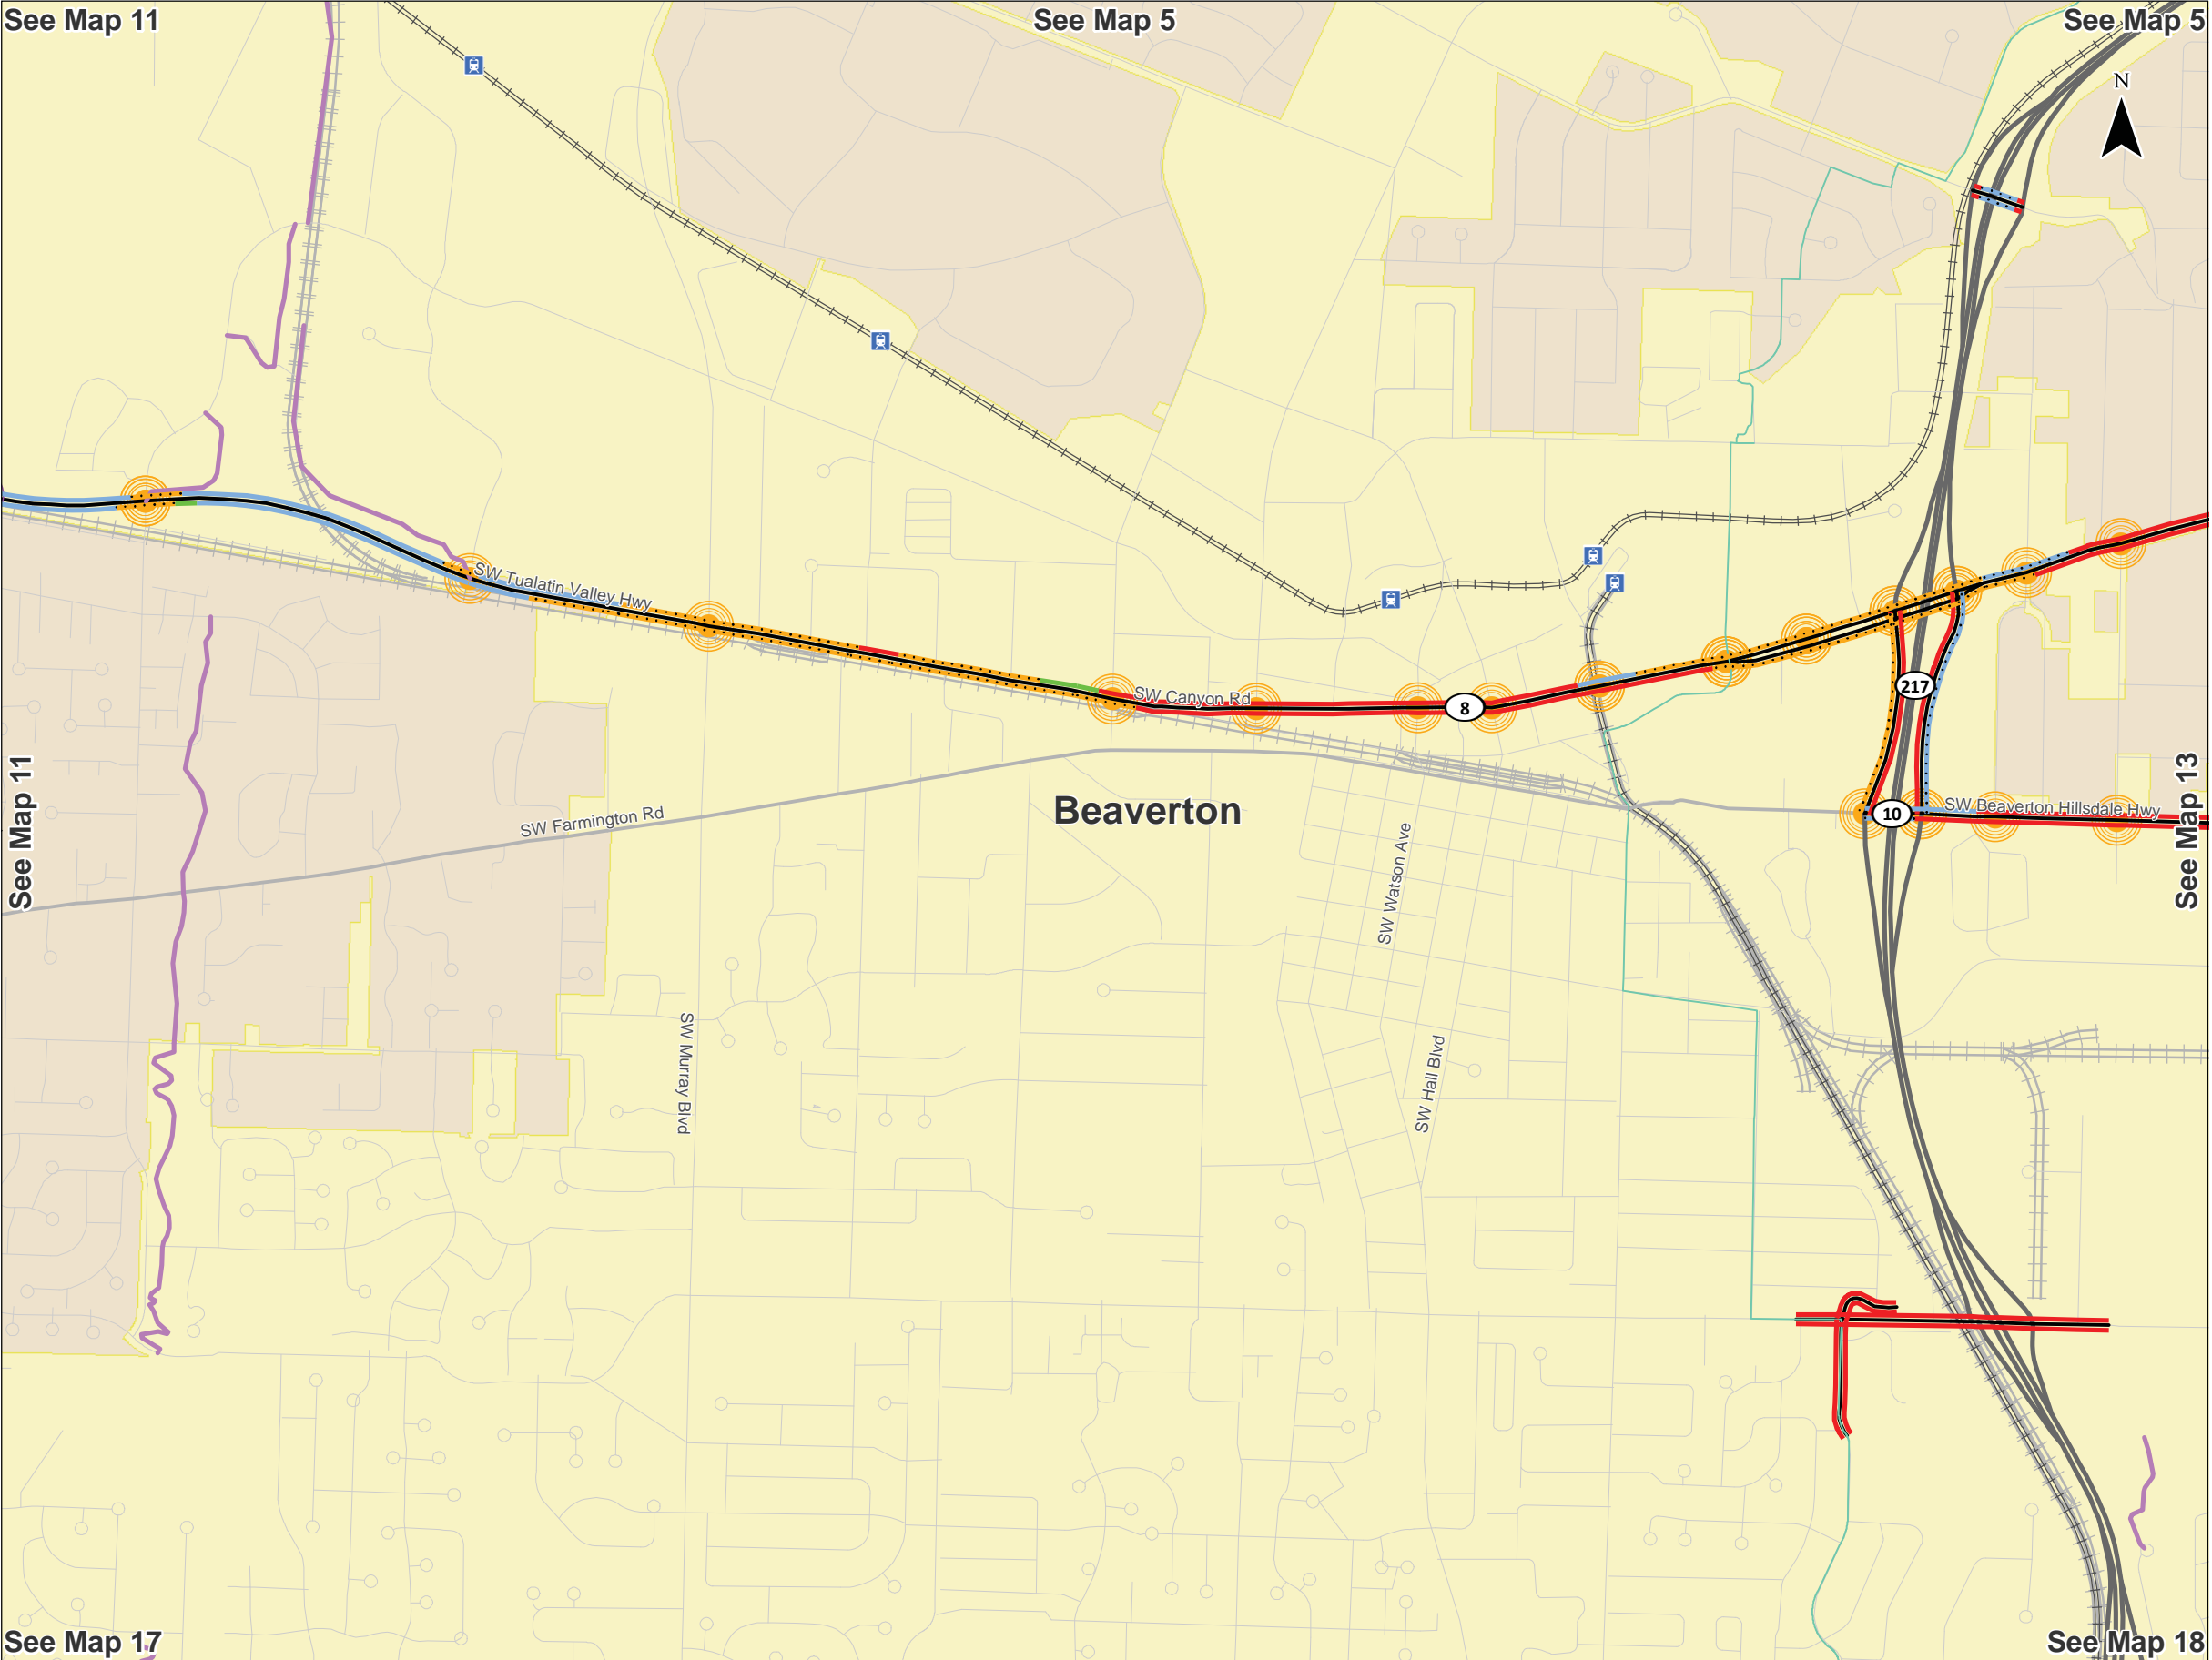 See Map 11
See Map 5
See Map 5
N
SW Tualatin Valley Hwy
SW Canyon Rd
8
217
See Map 11
SW Farmington Rd
Beaverton
10
SW Beaverton Hillsdale Hwy
See Map 13
SW Watson Ave
SW Murray Blvd
SW Hall Blvd
See Map 17
See Map 18